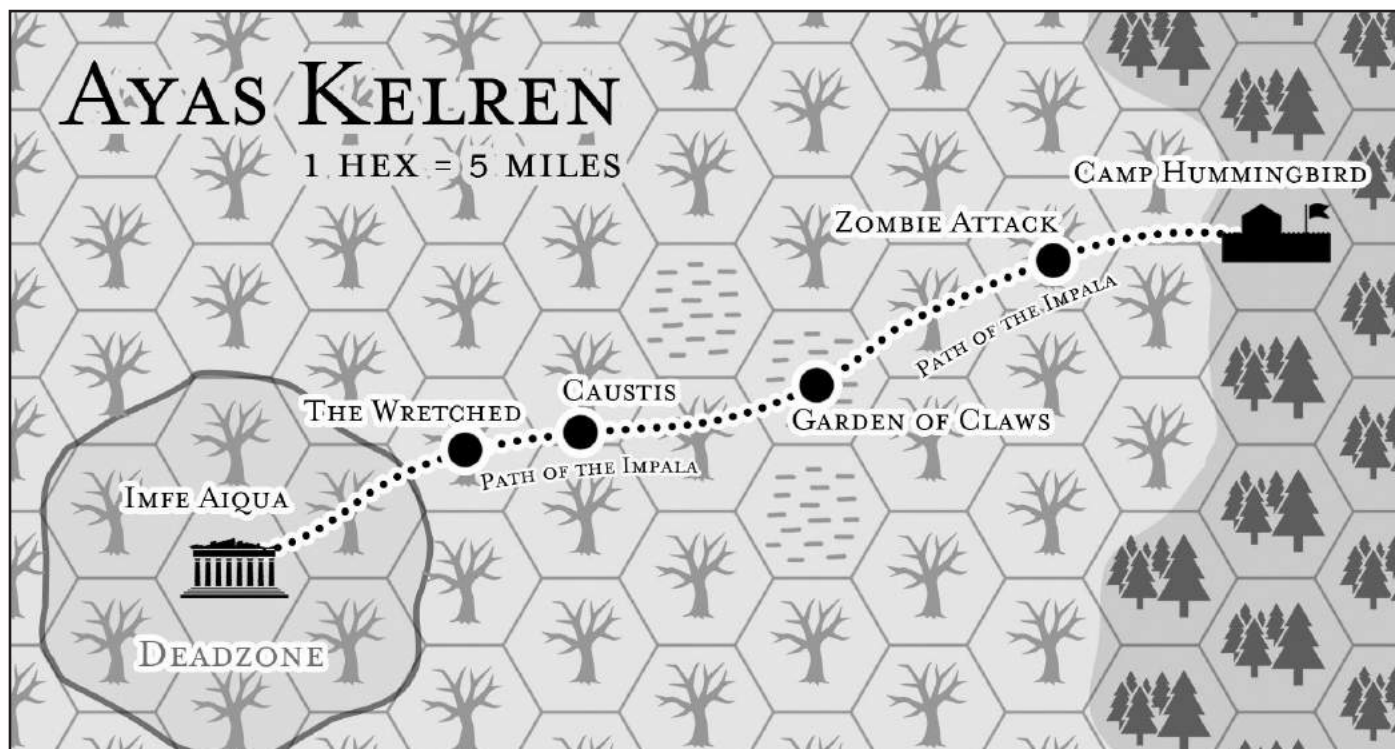 AYAS KELREN
1 HEX = 5 MILES
CAMP HUMMINGBIRD
ZOMBIE ATTACK
PATH OF THE IMPALA
CAUSTIS
THE WRETCHED
GARDEN OF CLAWS
PATH OF THE IMPALA
IMFE AIQUA
DEADZONE